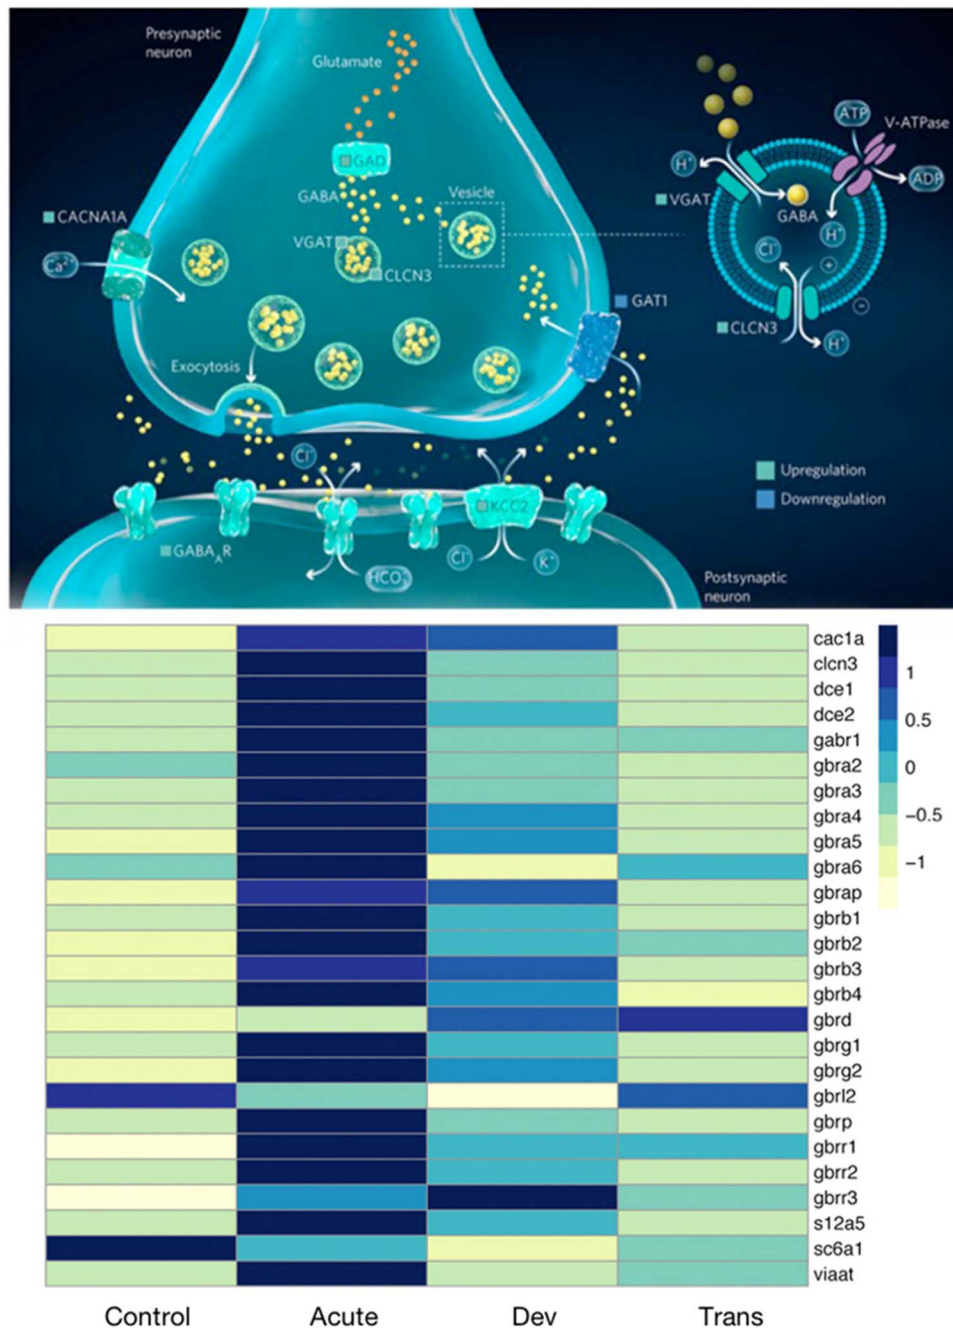 Presynaptic
neuron
Glutamate
GAD
GABA
Vesicle
VGAT
CLCN3
CACNA1A
Ca²⁺
GAT1
Exocytosis
ATP
V-ATPase
H⁺
ADP
VGAT
GABA
H⁺
Cl⁻
+
−
CLCN3
H⁺
Upregulation
Downregulation
Cl⁻
KCC2
GABAAR
HCO₃⁻
Cl⁻
K⁺
Postsynaptic
neuron
cac1a
clcn3
dce1
dce2
gabr1
gbra2
gbra3
gbra4
gbra5
gbra6
gbrap
gbrb1
gbrb2
gbrb3
gbrb4
gbrd
gbrg1
gbrg2
gbrl2
gbrp
gbrr1
gbrr2
gbrr3
s12a5
sc6a1
viaat
1
0.5
0
−0.5
−1
Control Acute Dev Trans